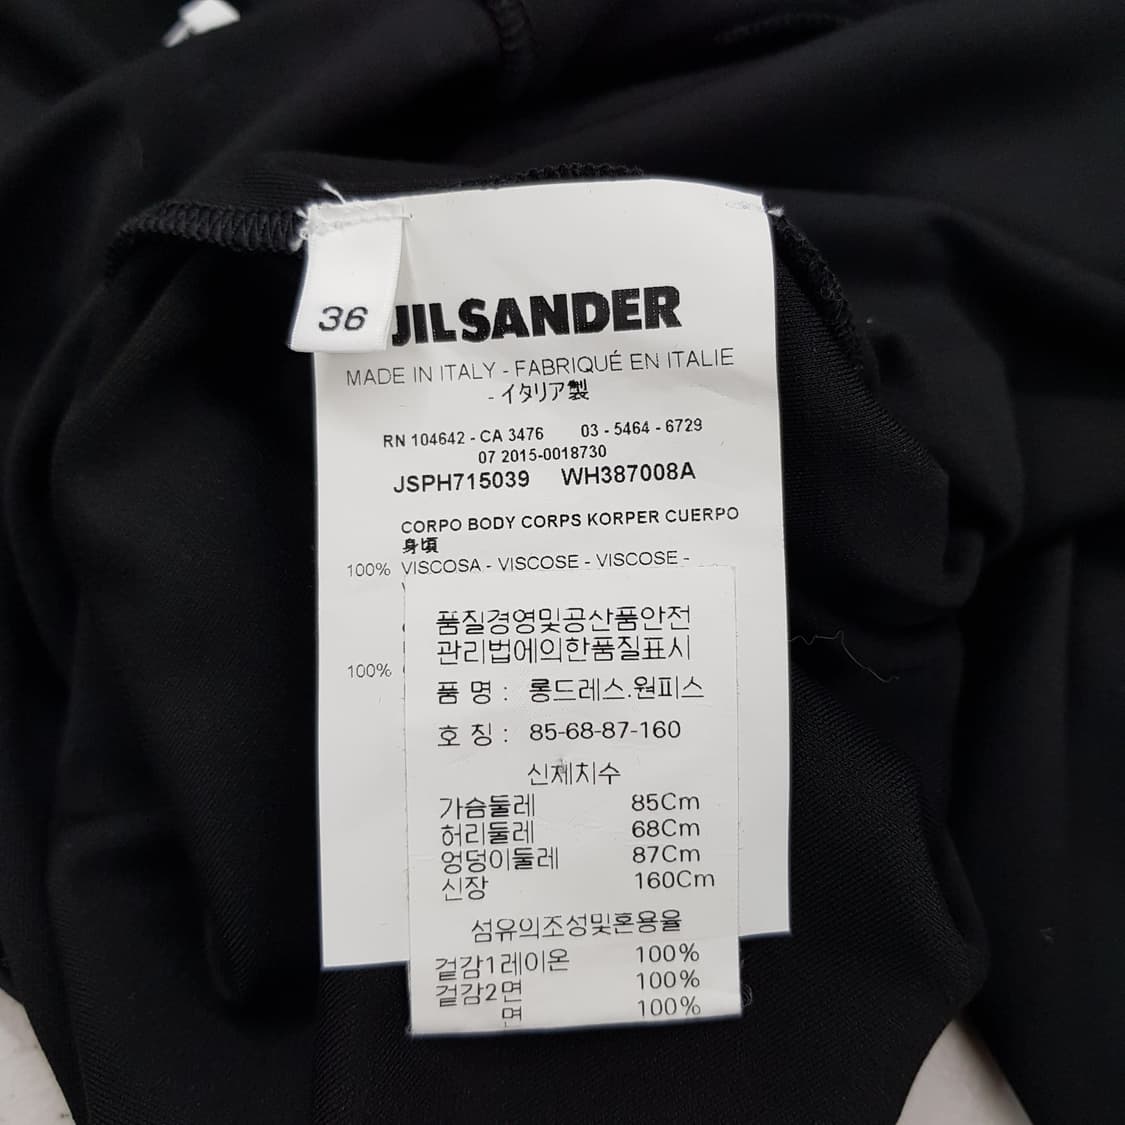 36
JIL SANDER
MADE IN ITALY - FABRIQUÉ EN ITALIE
- イタリア製
RN 104642 - CA 3476 03 - 5464 - 6729
07 2015-0018730
JSPH715039 WH387008A
CORPO BODY CORPS KORPER CUERPO
身頃
100% VISCOSA - VISCOSE - VISCOSE -
100%
품질경영및공산품안전
관리법에의한품질표시
품 명 : 롱드레스.원피스
호 칭 : 85-68-87-160
신체치수
가슴둘레 85Cm
허리둘레 68Cm
엉덩이둘레 87Cm
신장 160Cm
섬유의조성및혼용율
겉감1레이온 100%
겉감2면 100%
면 100%